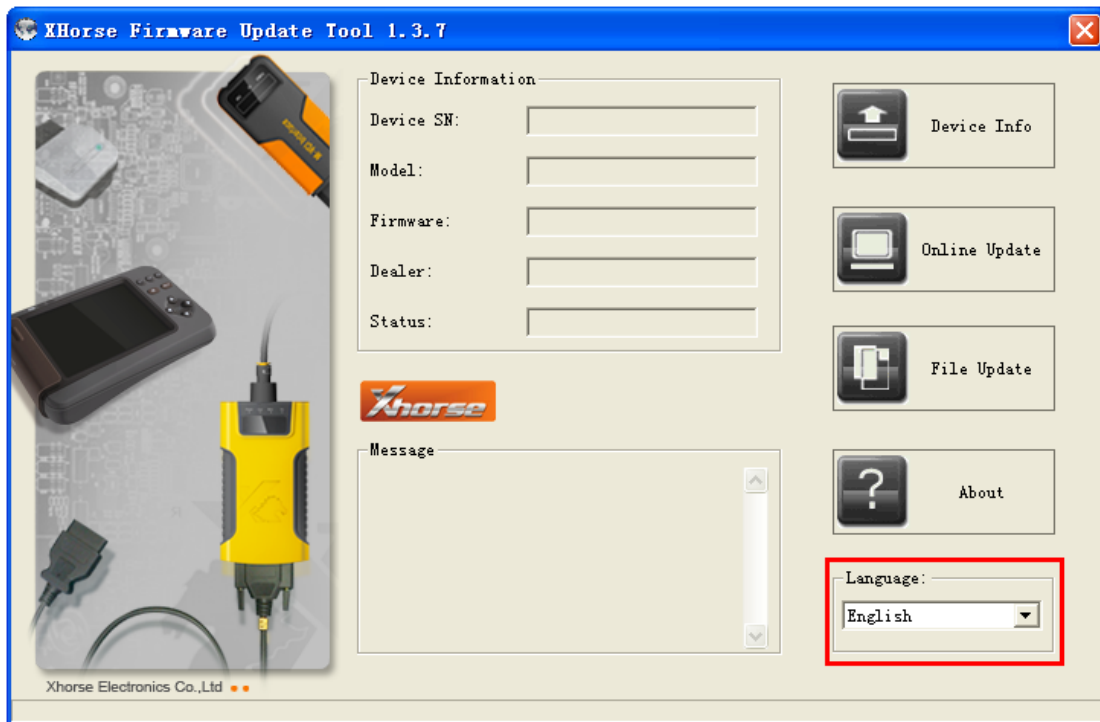 XHorse Firmware Update Tool 1.3.7
Device Information
Device SN:
Model:
Firmware:
Dealer:
Status:
Xhorse
Message
Device Info
Online Update
File Update
About
Language:
English
Xhorse Electronics Co.,Ltd